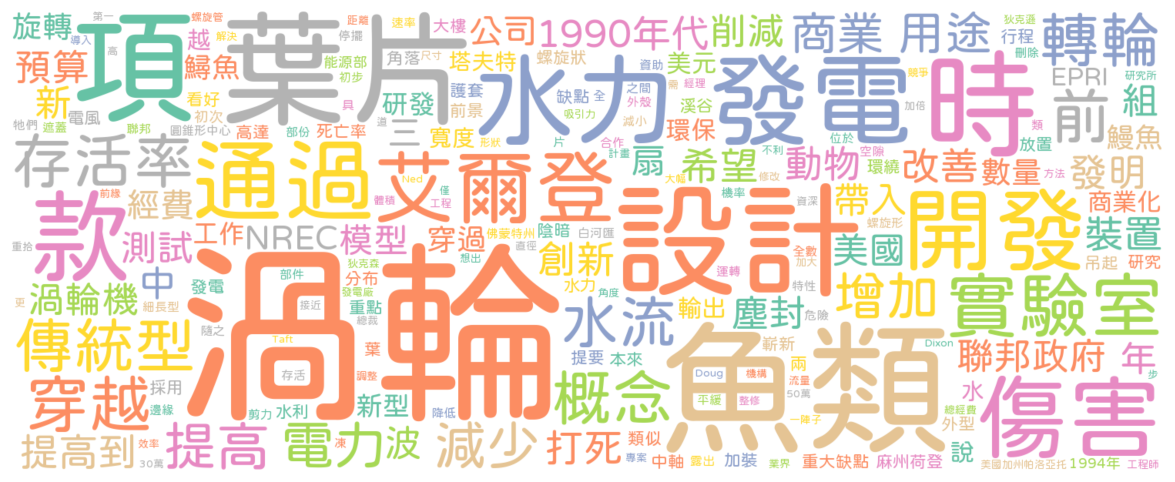 旋轉
導入
第一
高
螺旋管
解決
距離
停擺
速率
大樓
公司
1990年代
削減
商業
用途
狄克遜
行程
刪除
轉輪
預算
項
越
鱘魚
葉片
能源部
初步
角落
尺寸
塔夫特
螺旋狀
資助
美元
水力
發電
競爭
時
EPRI
研究所
新
電風
看好
初次
具
研發
護套
前景
缺點
全
吸引力
之間
外殼
需
經理
減小
溪谷
加倍
前
類
組
牠們
遮蓋
聯邦
圓錐形中心
高達
部份
死亡率
道
三
寬度
形狀
片
合作
計畫
環保
不利
位於
空隙
放置
鰻魚
存活率
通過
艾爾登
Ned
僅
工程
扇
希望
大幅
機率
修改
動物
環繞
改善
數量
方法
發明
前緣
款
經費
體積
資深
帶入
螺旋形
商業化
重拾
測試
工作
NREC
模型
穿過
佛蒙特州
想出
陰暗
直徑
白河匯
設計
全數
加大
美國
開發
吊起
裝置
研究
中
發電
部件
狄克森
發電廠
分布
創新
水力
角度
運轉
特性
增加
實驗室
更
渦輪機
細長型
隨之
接近
重點
總裁
渦輪
水流
輸出
塵封
危險
傳統型
Taft
葉
存活
調整
提要
本來
魚類
嶄新
兩
Dixon
聯邦政府
年
步
穿越
採用
邊緣
剪力
水利
新型
降低
概念
Doug
機構
流量
50萬
平緩
整修
水
總經費
外型
傷害
提高到
效率
30萬
提高
電力
凍
波
減少
打死
類似
專案
中軸
露出
加裝
一陣子
業界
重大缺點
麻州荷登
說
美國加州帕洛亞托
1994年
工程師